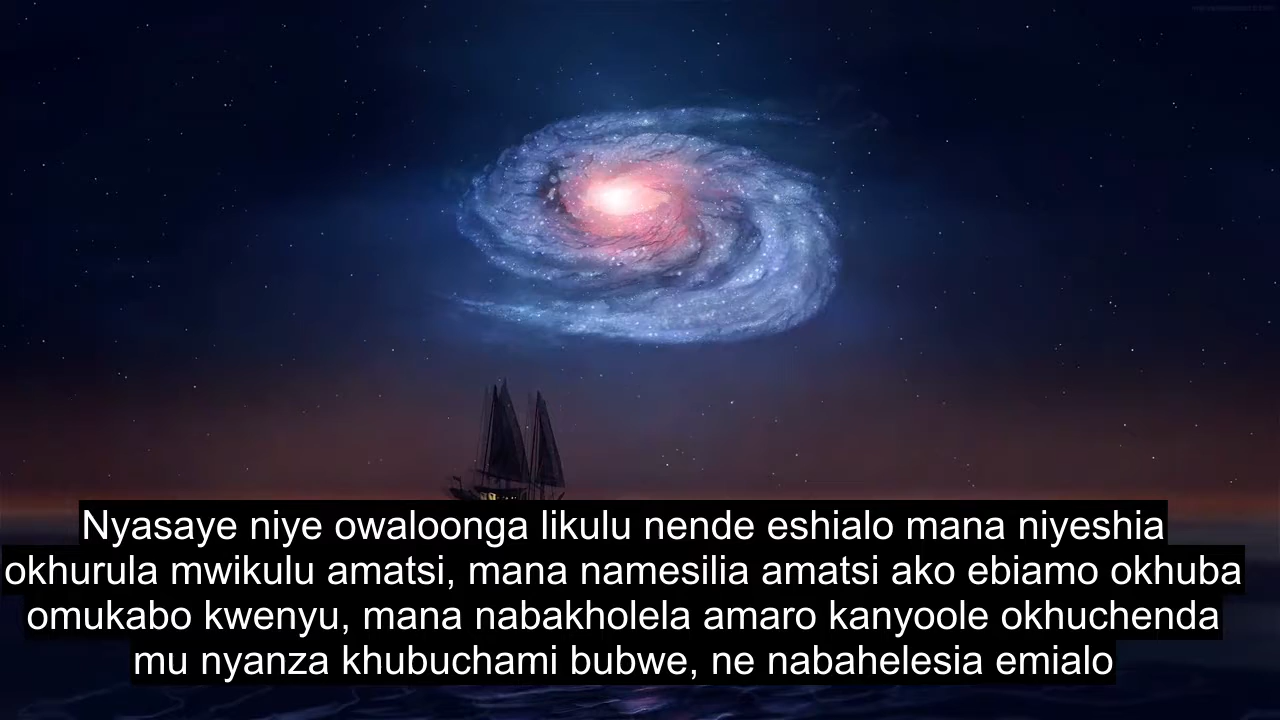 Nyasaye niye owaloonga likulu nende eshialo mana niyeshia
okhurula mwikulu amatsi, mana namesilia amatsi ako ebiamo okhuba
omukabo kwenyu, mana nabakholela amaro kanyoole okhuchenda
mu nyanza khubuchami bubwe, ne nabahelesia emialo